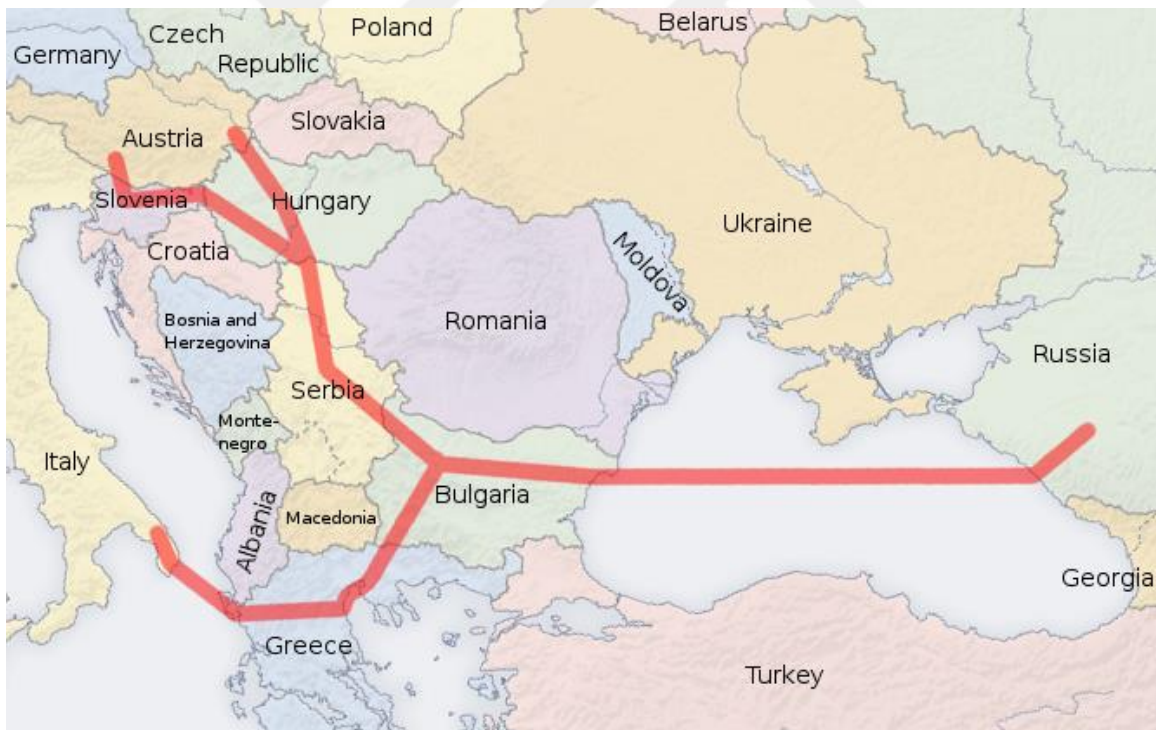 Belarus
Czech
Republic
Poland
Germany
Slovakia
Austria
Slovenia
Hungary
Ukraine
Croatia
Moldova
Bosnia and
Herzegovina
Romania
Russia
Serbia
Monte-
negro
Italy
Bulgaria
Albania
Macedonia
Georgia
Greece
Turkey